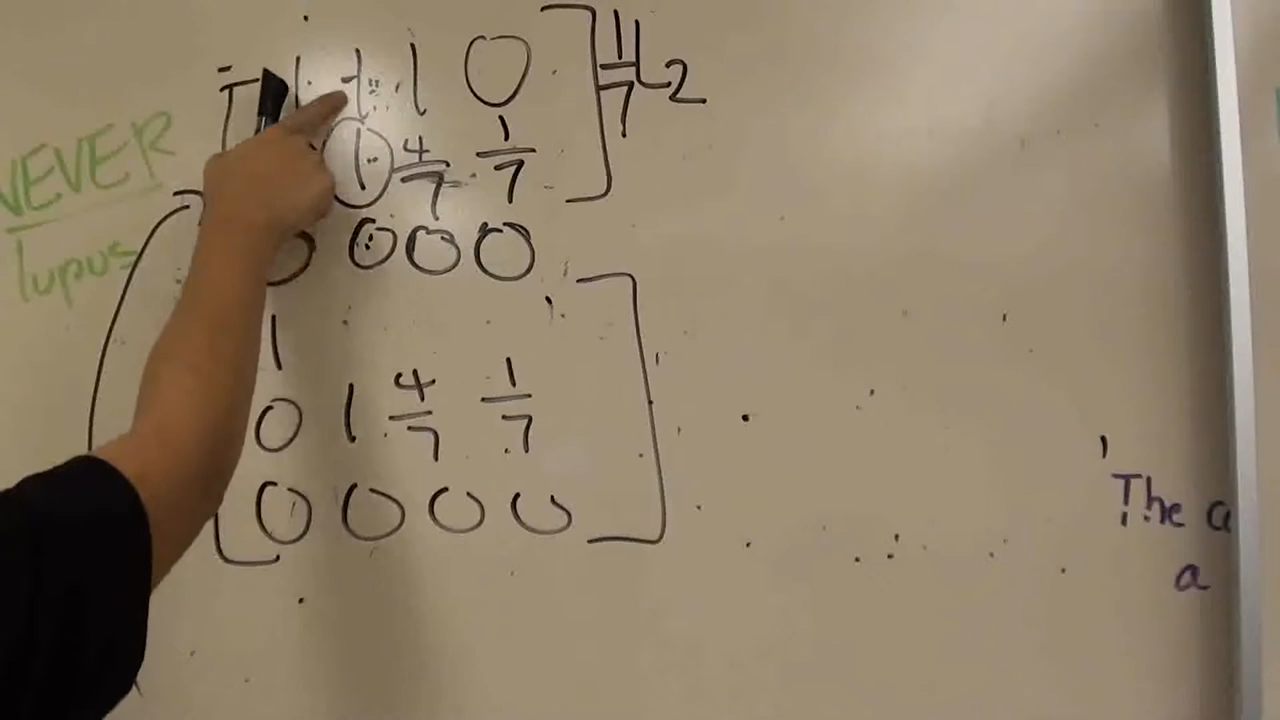 1 -1 1 0
1 4/7 1/7
1/7 L2
0 0 0 0
1
0 1 4/7 1/7
0 0 0 0
NEVER
lupus
The
a